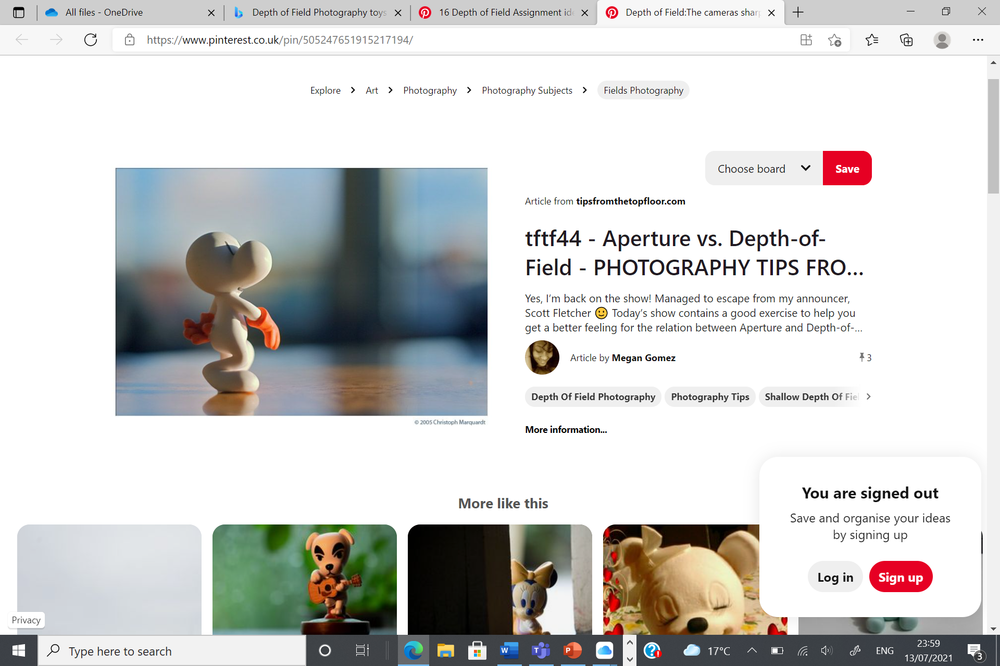 All files - OneDrive
Depth of Field Photography toys
16 Depth of Field Assignment ide
Depth of Field:The cameras sharp
https://www.pinterest.co.uk/pin/505247651915217194/
Explore > Art > Photography > Photography Subjects > Fields Photography
Choose board
Save
Article from tipsfromthetopfloor.com
tftf44 - Aperture vs. Depth-of-
Field - PHOTOGRAPHY TIPS FRO...
Yes, I'm back on the show! Managed to escape from my announcer,
Scott Fletcher 🙂 Today's show contains a good exercise to help you
get a better feeling for the relation between Aperture and Depth-of-...
Article by Megan Gomez
3
Depth Of Field Photography
Photography Tips
Shallow Depth Of Fiel
© 2005 Christoph Marquardt
More information...
More like this
You are signed out
Save and organise your ideas
by signing up
Log in
Sign up
Privacy
Type here to search
17°C
ENG
23:59
13/07/2021
3